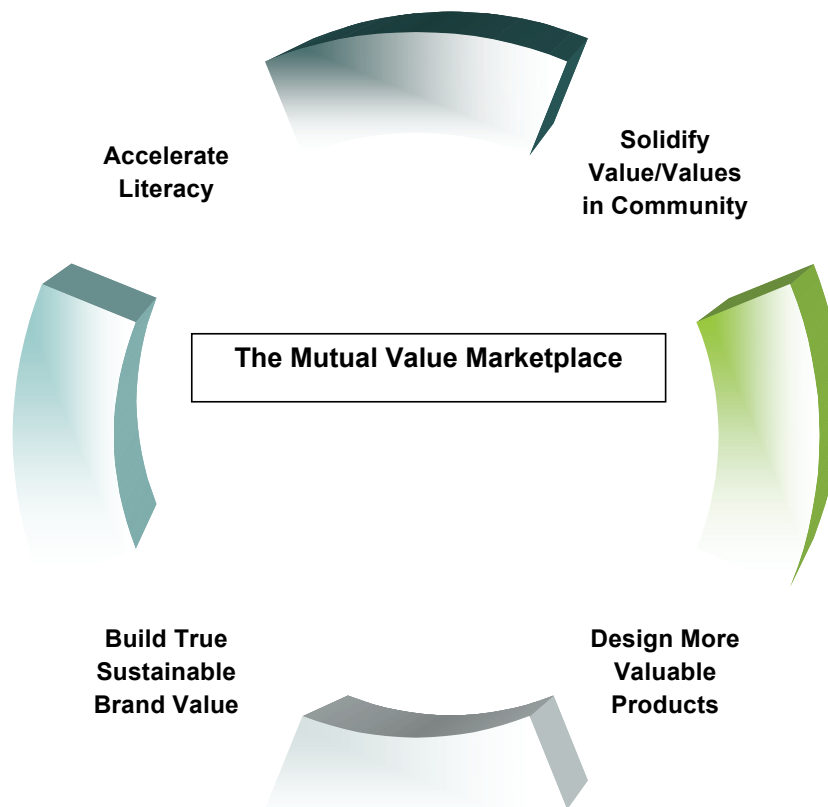 Accelerate
Literacy
Solidify
Value/Values
in Community
The Mutual Value Marketplace
Build True
Sustainable
Brand Value
Design More
Valuable
Products